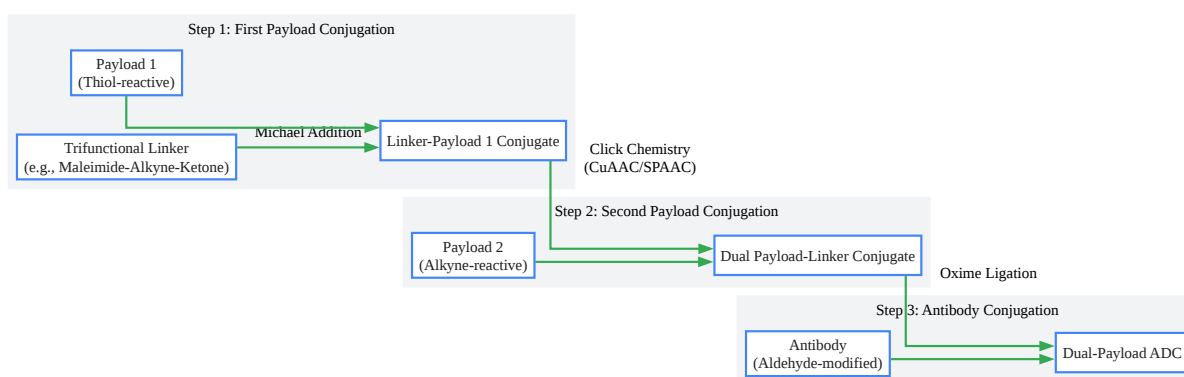 Step 1: First Payload Conjugation
Payload 1
(Thiol-reactive)
Michael Addition
Trifunctional Linker
(e.g., Maleimide-Alkyne-Ketone)
Linker-Payload 1 Conjugate
Click Chemistry
(CuAAC/SPAAC)
Step 2: Second Payload Conjugation
Payload 2
(Alkyne-reactive)
Dual Payload-Linker Conjugate
Oxime Ligation
Step 3: Antibody Conjugation
Antibody
(Aldehyde-modified)
Dual-Payload ADC